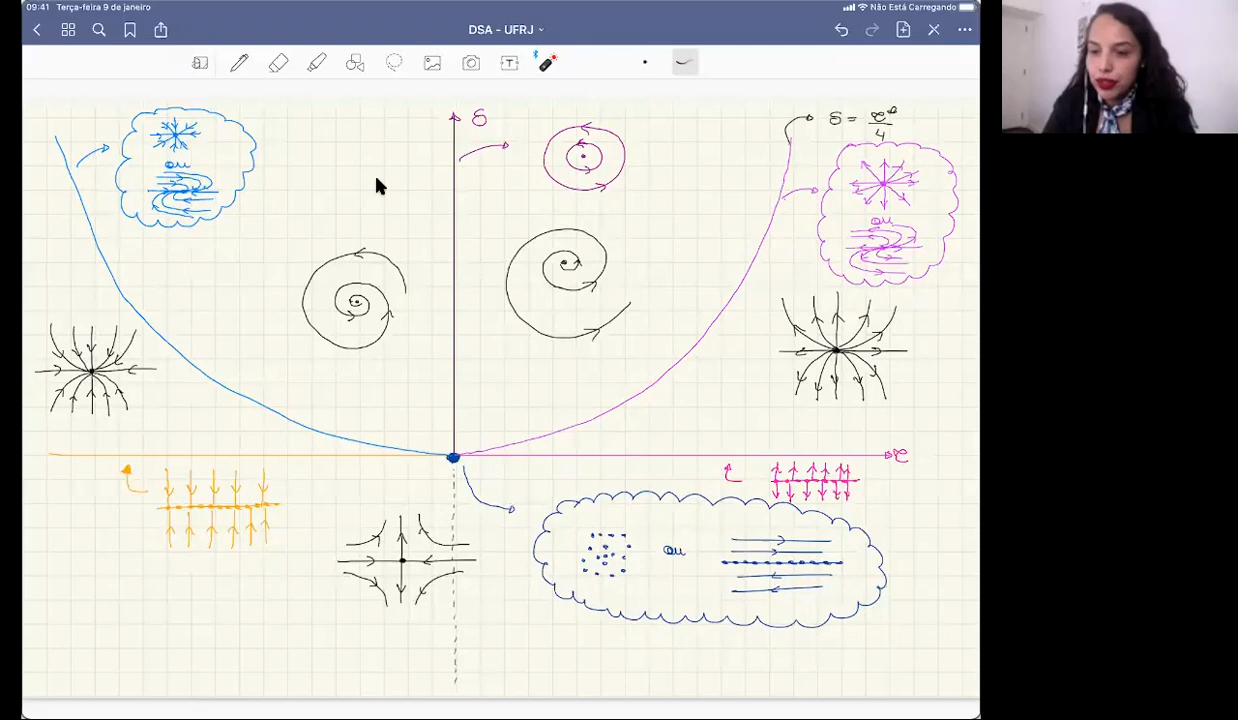 09:41 Terça-feira 9 de janeiro
Não Está Carregando
DSA - UFRJ
T
δ
δ = τ²/4
ou
ou
τ
ou